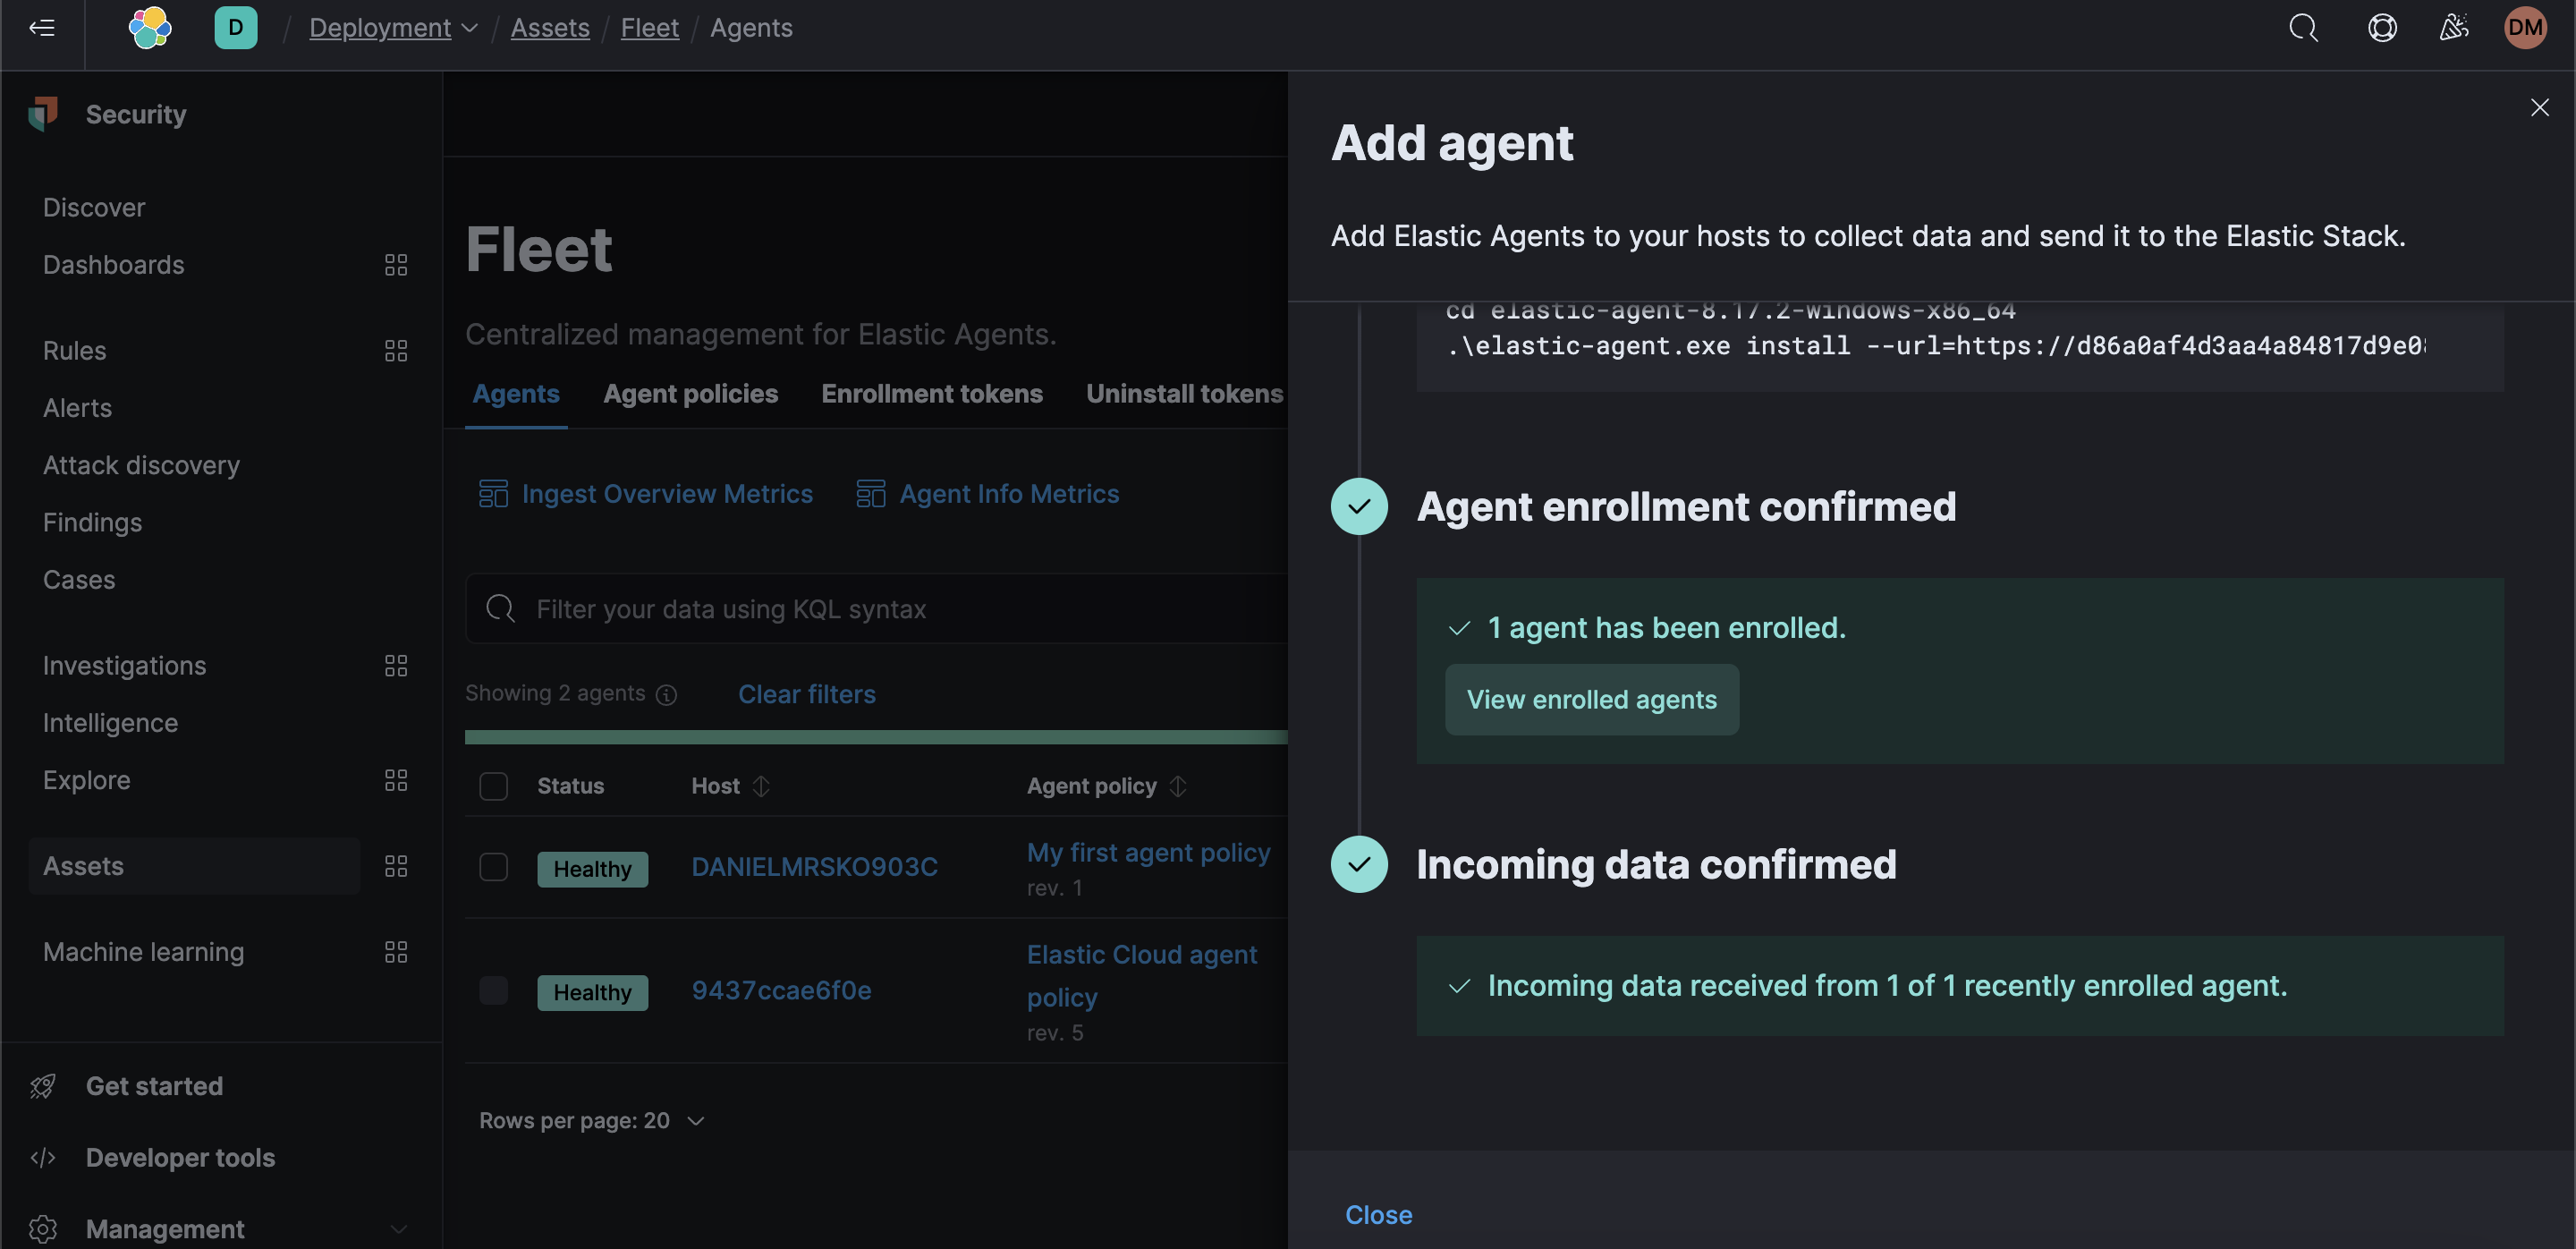 D / Deployment / Assets / Fleet / Agents
DM
Security
Discover
Dashboards
Rules
Alerts
Attack discovery
Findings
Cases
Investigations
Intelligence
Explore
Assets
Machine learning
Get started
Developer tools
Management
Fleet
Centralized management for Elastic Agents.
Agents Agent policies Enrollment tokens Uninstall tokens
Ingest Overview Metrics Agent Info Metrics
Filter your data using KQL syntax
Showing 2 agents Clear filters
Status Host Agent policy
Healthy DANIELMRSKO903C My first agent policy
rev. 1
Healthy 9437ccae6f0e Elastic Cloud agent
policy
rev. 5
Rows per page: 20
Add agent
Add Elastic Agents to your hosts to collect data and send it to the Elastic Stack.
cd elastic-agent-8.17.2-windows-x86_64
.\elastic-agent.exe install --url=https://d86a0af4d3aa4a84817d9e0
Agent enrollment confirmed
1 agent has been enrolled.
View enrolled agents
Incoming data confirmed
Incoming data received from 1 of 1 recently enrolled agent.
Close